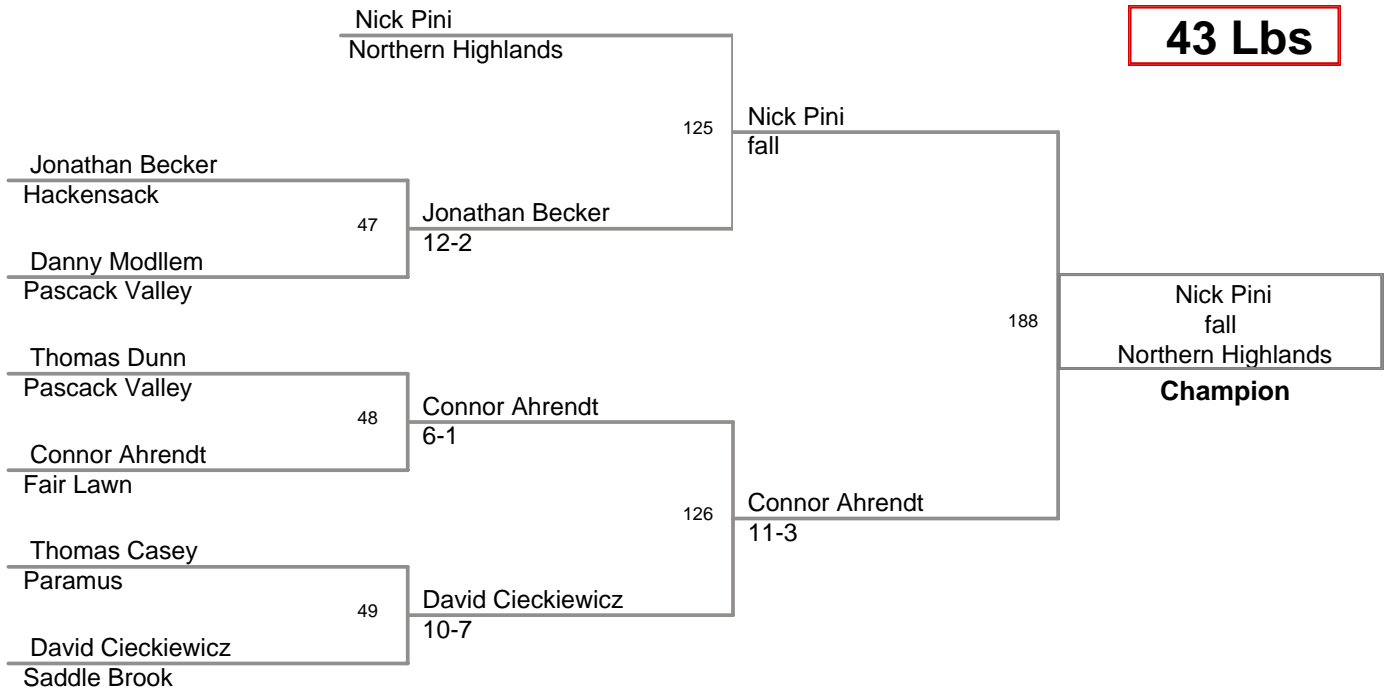 Nick Pini
Northern Highlands
43 Lbs
125
Nick Pini
fall
Jonathan Becker
Hackensack
47
Jonathan Becker
12-2
Danny Modllem
Pascack Valley
188
Nick Pini
fall
Northern Highlands
Champion
Thomas Dunn
Pascack Valley
48
Connor Ahrendt
6-1
Connor Ahrendt
Fair Lawn
126
Connor Ahrendt
11-3
Thomas Casey
Paramus
49
David Cieckiewicz
10-7
David Cieckiewicz
Saddle Brook